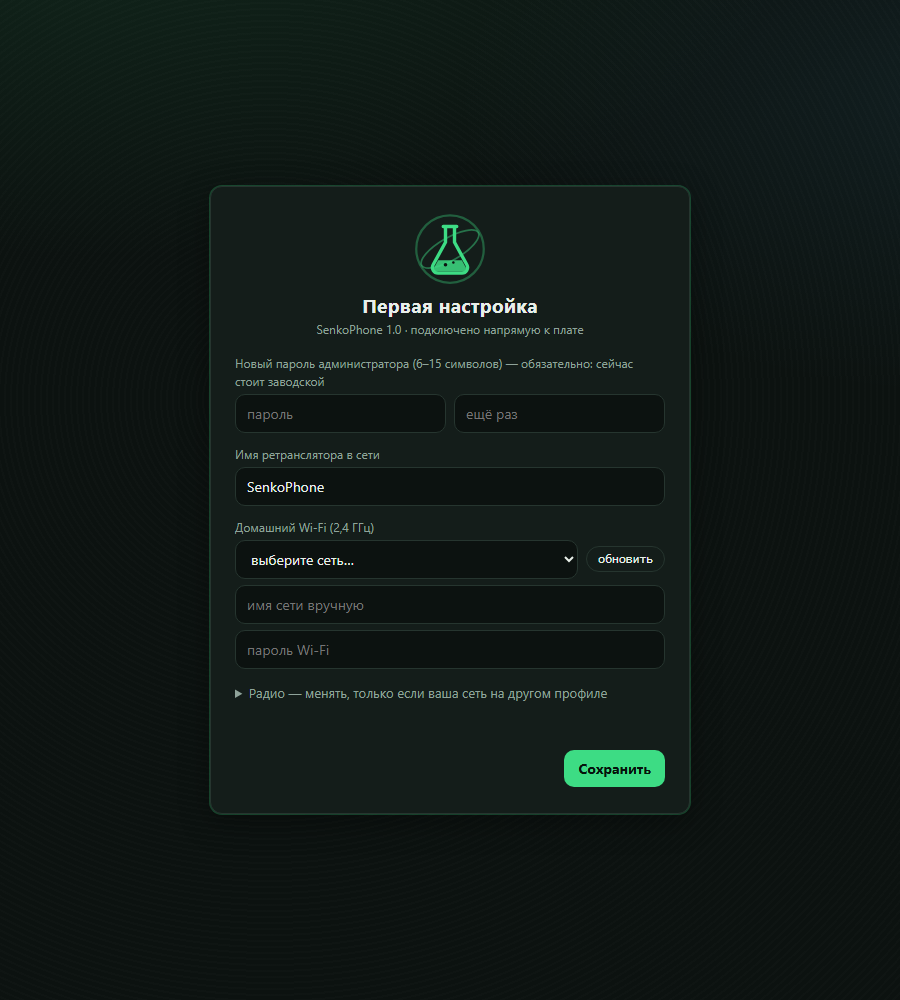 Первая настройка
SenkoPhone 1.0 · подключено напрямую к плате
Новый пароль администратора (6–15 символов) — обязательно: сейчас
стоит заводской
пароль
ещё раз
Имя ретранслятора в сети
SenkoPhone
Домашний Wi-Fi (2,4 ГГц)
выберите сеть...
обновить
имя сети вручную
пароль Wi-Fi
Радио — менять, только если ваша сеть на другом профиле
Сохранить